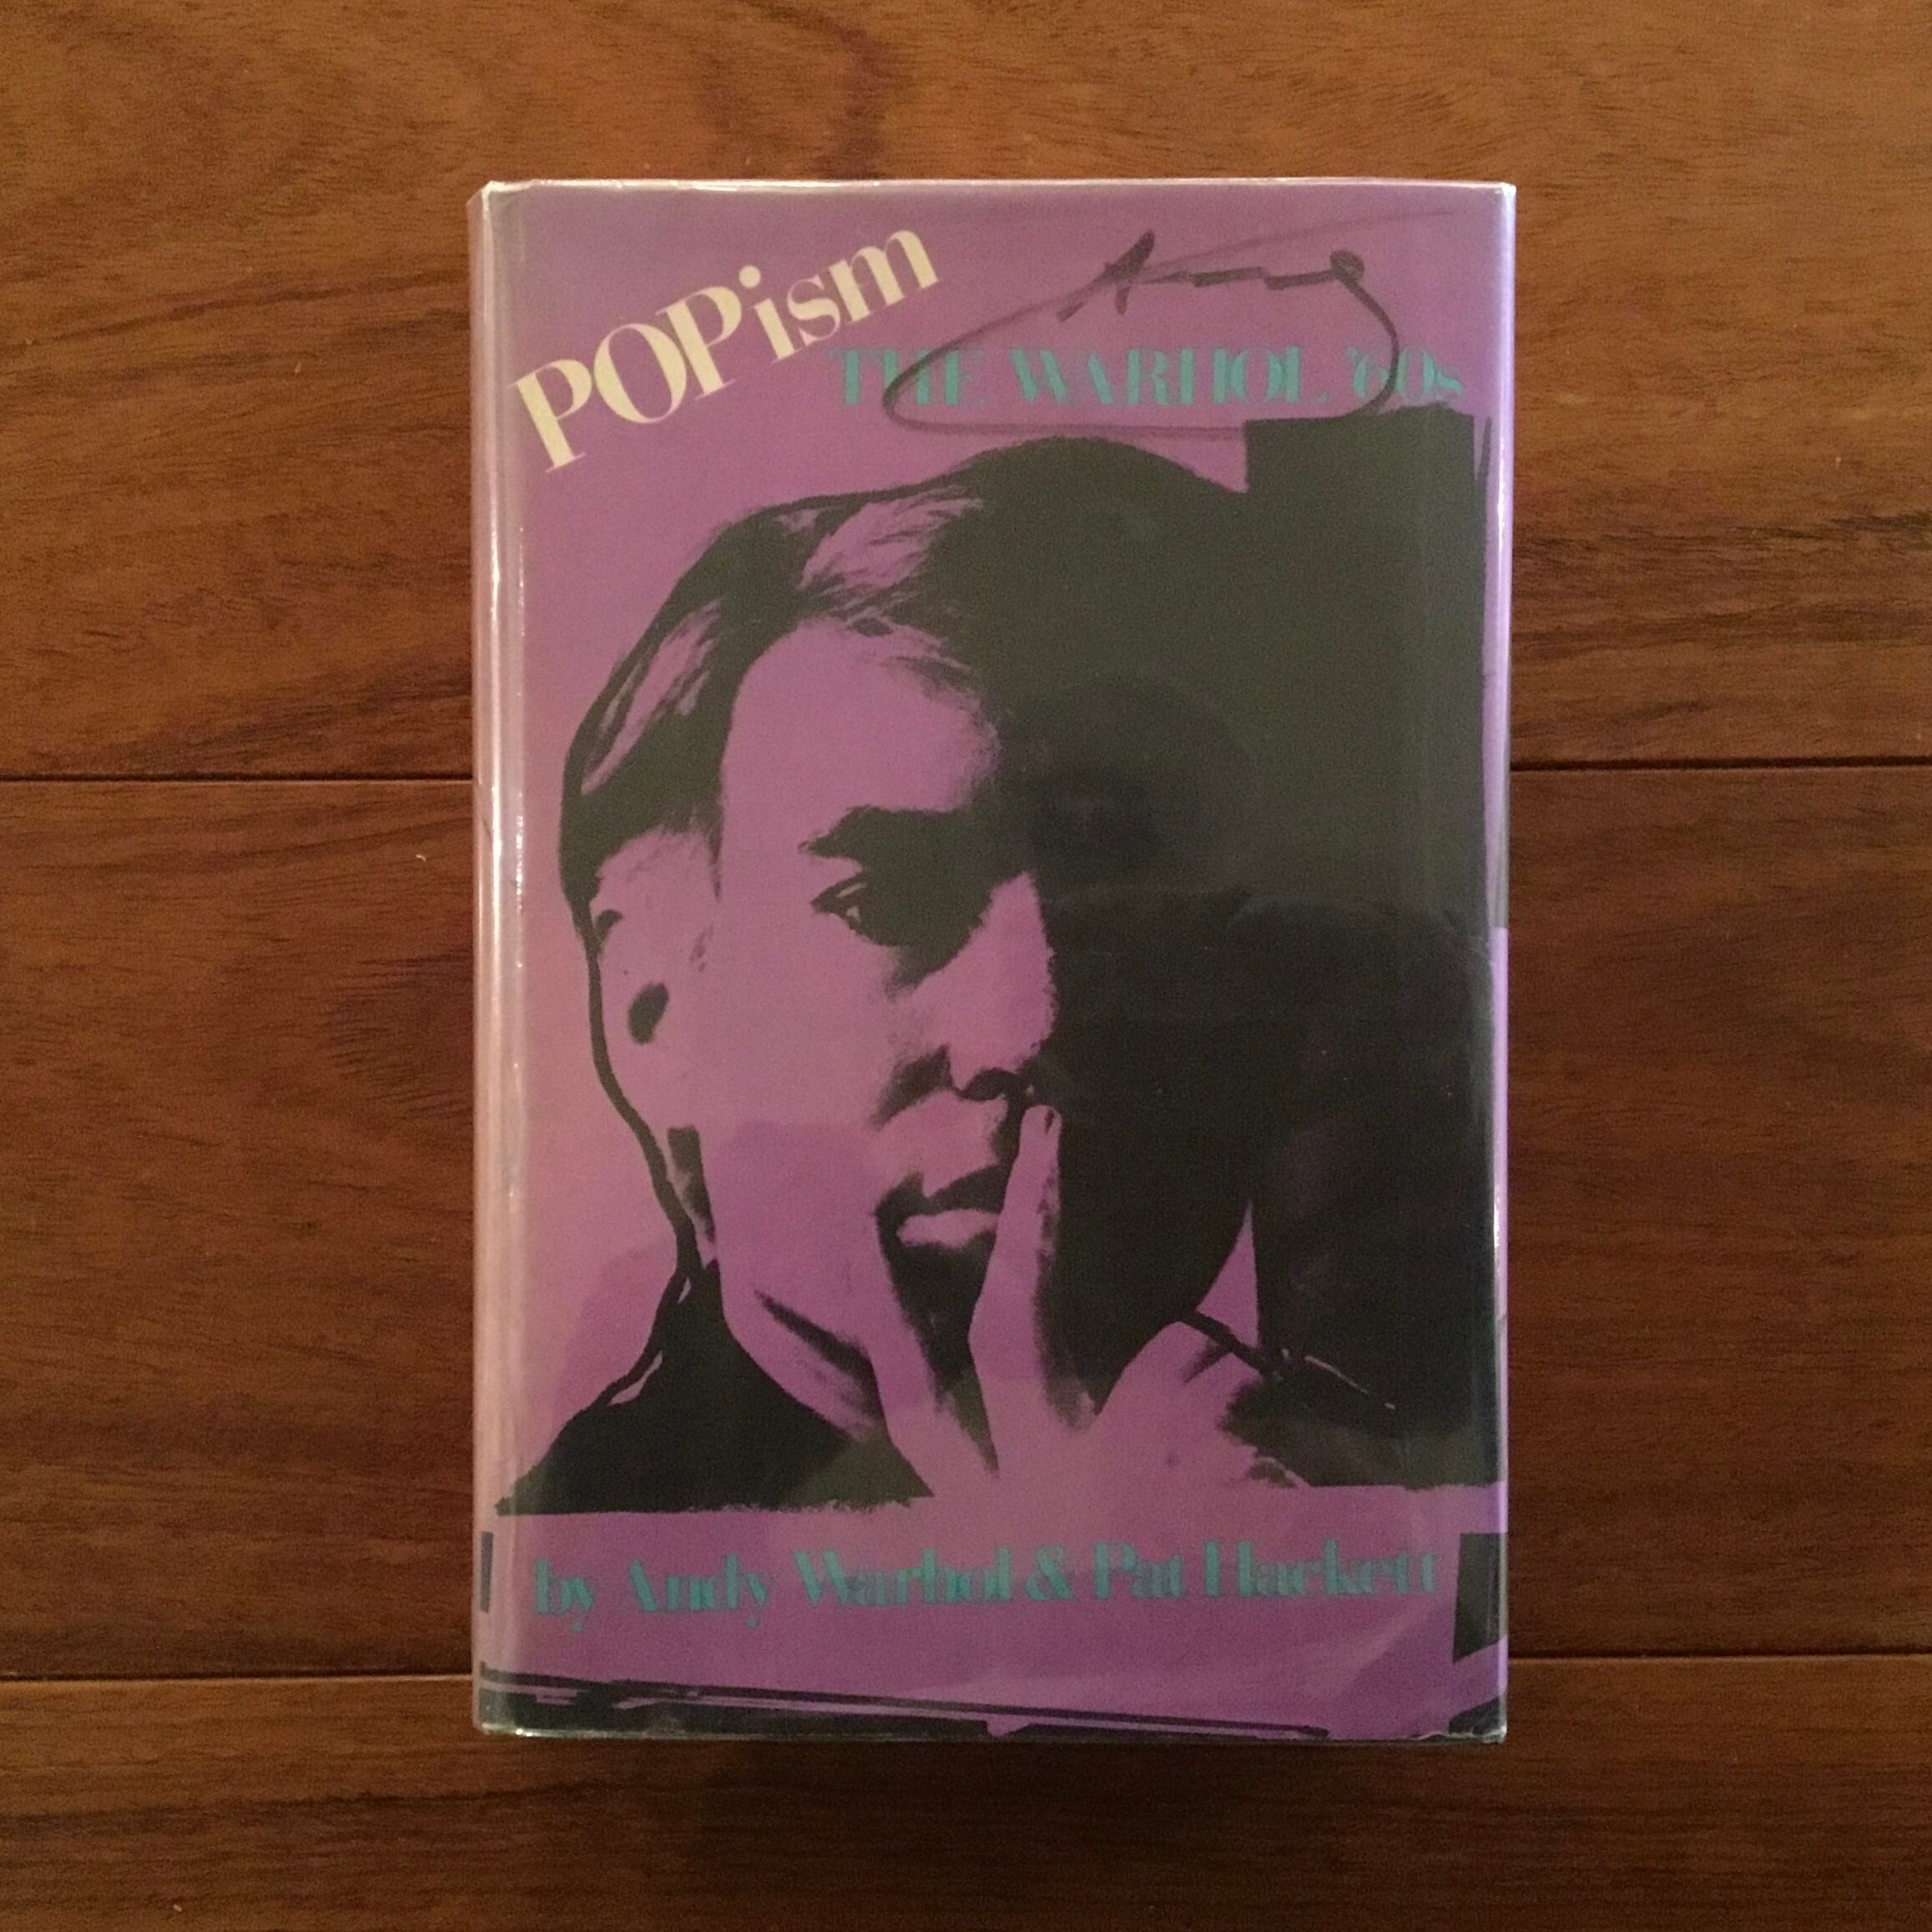 POPism
THE WARHOL '60s
by Andy Warhol & Pat Hackett